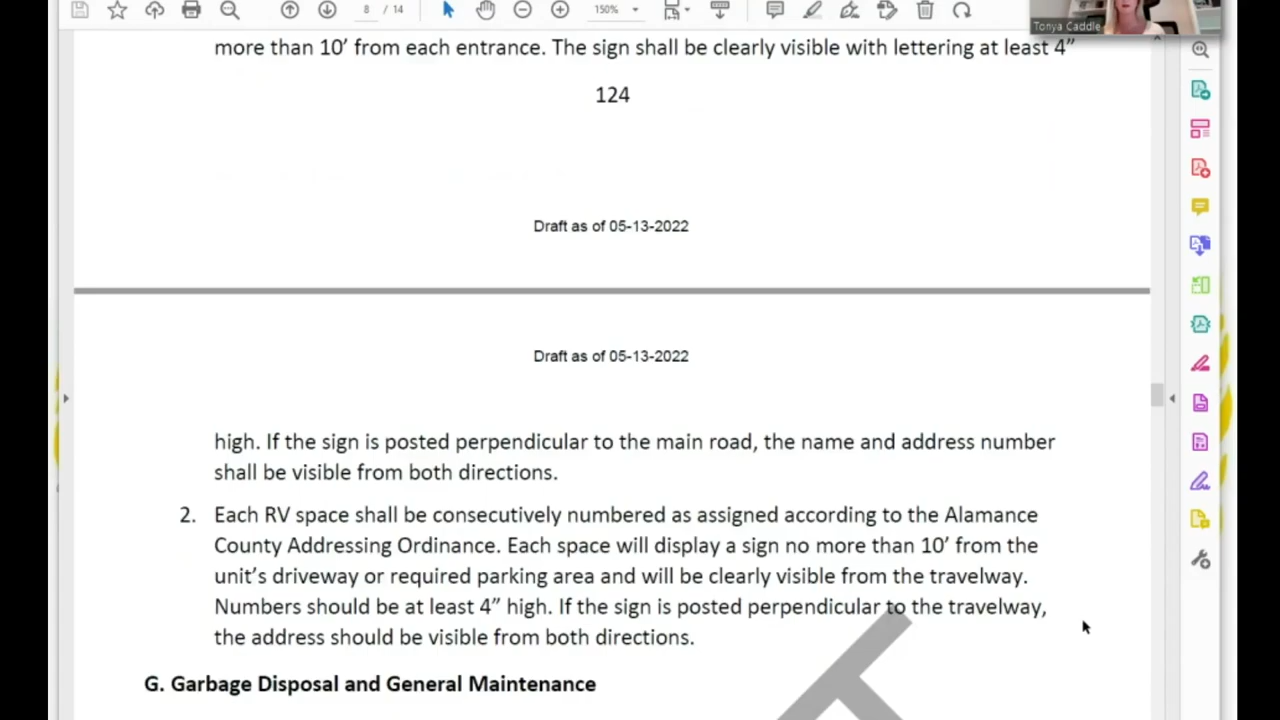 8 / 14
150%
Tonya Caddle
more than 10’ from each entrance. The sign shall be clearly visible with lettering at least 4”
124
Draft as of 05-13-2022
Draft as of 05-13-2022
high. If the sign is posted perpendicular to the main road, the name and address number
shall be visible from both directions.
2. Each RV space shall be consecutively numbered as assigned according to the Alamance
County Addressing Ordinance. Each space will display a sign no more than 10’ from the
unit’s driveway or required parking area and will be clearly visible from the travelway.
Numbers should be at least 4” high. If the sign is posted perpendicular to the travelway,
the address should be visible from both directions.
G. Garbage Disposal and General Maintenance